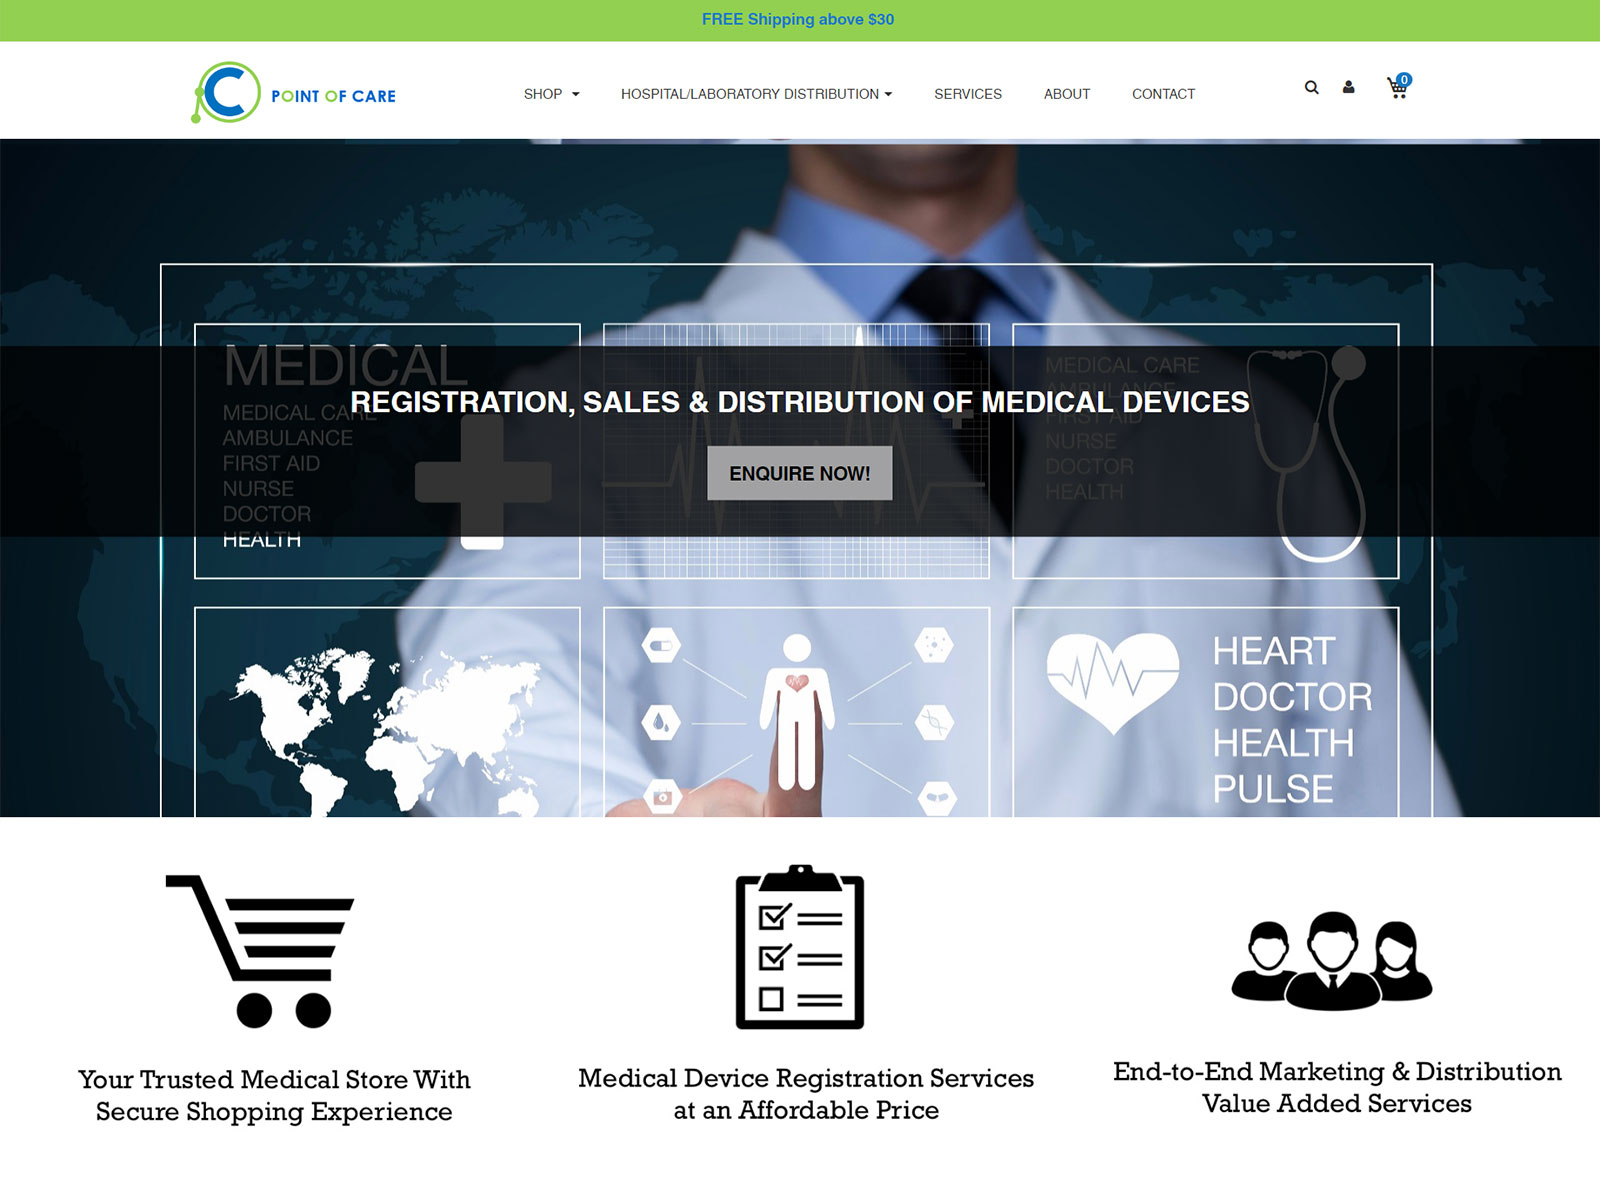 FREE Shipping above $30
C POINT OF CARE
SHOP
HOSPITAL/LABORATORY DISTRIBUTION
SERVICES
ABOUT
CONTACT
0
MEDICAL
MEDICAL CARE
AMBULANCE
FIRST AID
NURSE
DOCTOR
HEALTH
MEDICAL CARE
AMBULANCE
FIRST AID
NURSE
DOCTOR
HEALTH
REGISTRATION, SALES & DISTRIBUTION OF MEDICAL DEVICES
ENQUIRE NOW!
HEART
DOCTOR
HEALTH
PULSE
Your Trusted Medical Store With
Secure Shopping Experience
Medical Device Registration Services
at an Affordable Price
End-to-End Marketing & Distribution
Value Added Services